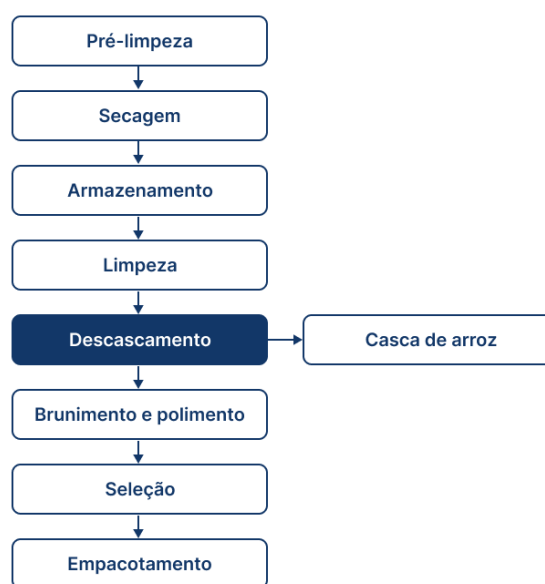 Pré-limpeza
Secagem
Armazenamento
Limpeza
Descascamento
Casca de arroz
Brunimento e polimento
Seleção
Empacotamento